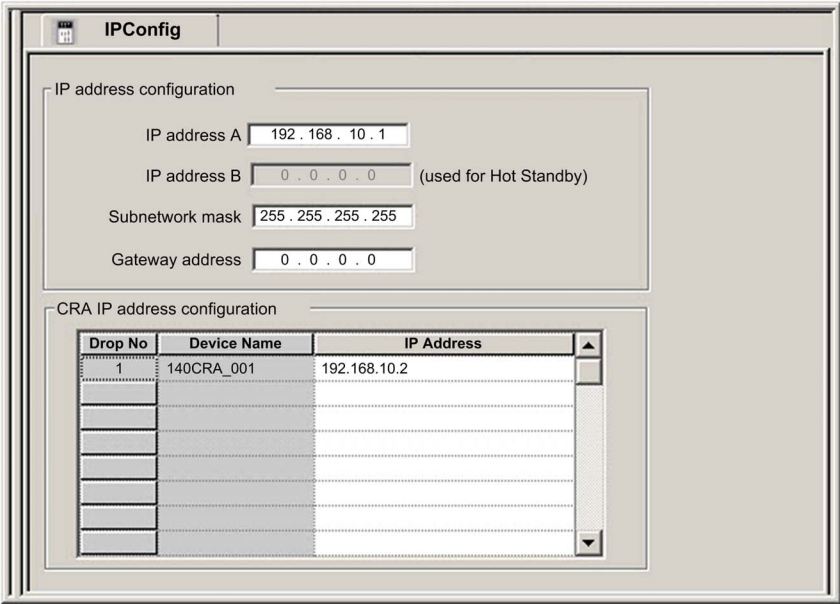 IPConfig
IP address configuration
IP address A 192 . 168 . 10 . 1
IP address B 0 . 0 . 0 . 0 (used for Hot Standby)
Subnetwork mask 255 . 255 . 255 . 255
Gateway address 0 . 0 . 0 . 0
CRA IP address configuration
Drop No Device Name IP Address
1 140CRA_001 192.168.10.2